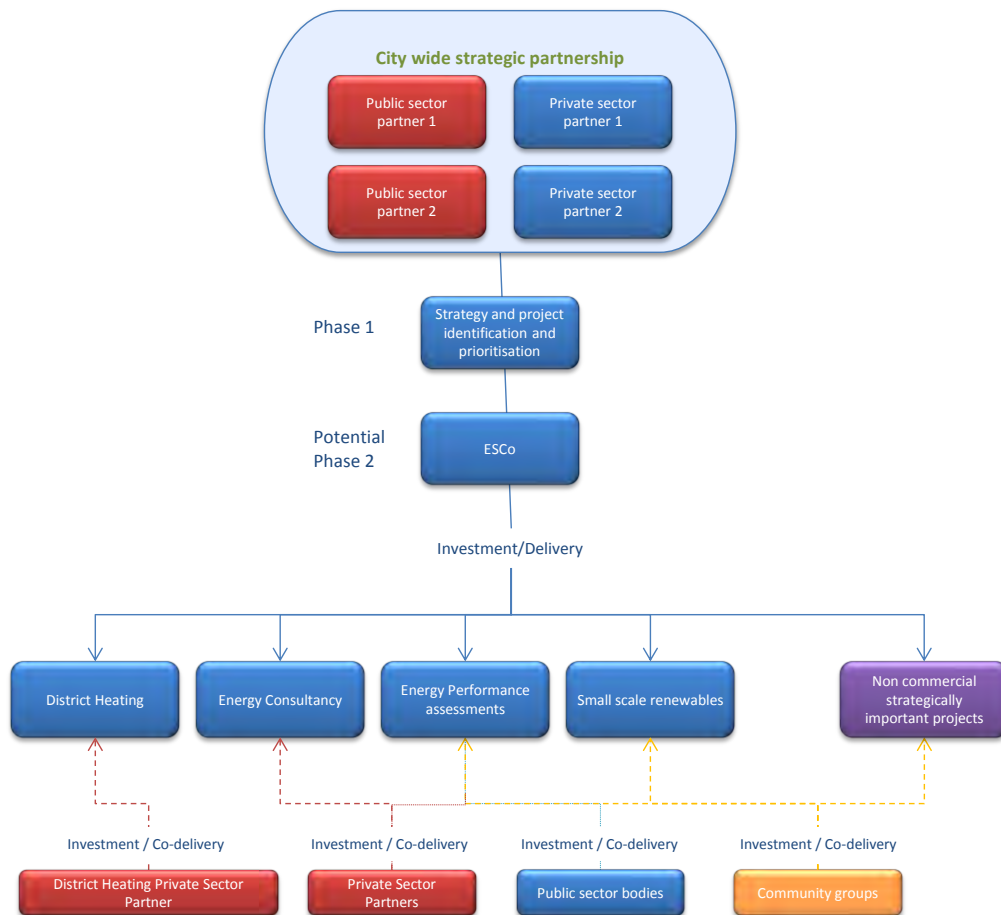 City wide strategic partnership
Public sector
partner 1
Private sector
partner 1
Public sector
partner 2
Private sector
partner 2
Phase 1
Strategy and project
identification and
prioritisation
Potential
Phase 2
ESCo
Investment/Delivery
District Heating
Energy Consultancy
Energy Performance
assessments
Small scale renewables
Non commercial
strategically
important projects
Investment / Co-delivery
Investment / Co-delivery
Investment / Co-delivery
Investment / Co-delivery
District Heating Private Sector
Partner
Private Sector
Partners
Public sector bodies
Community groups